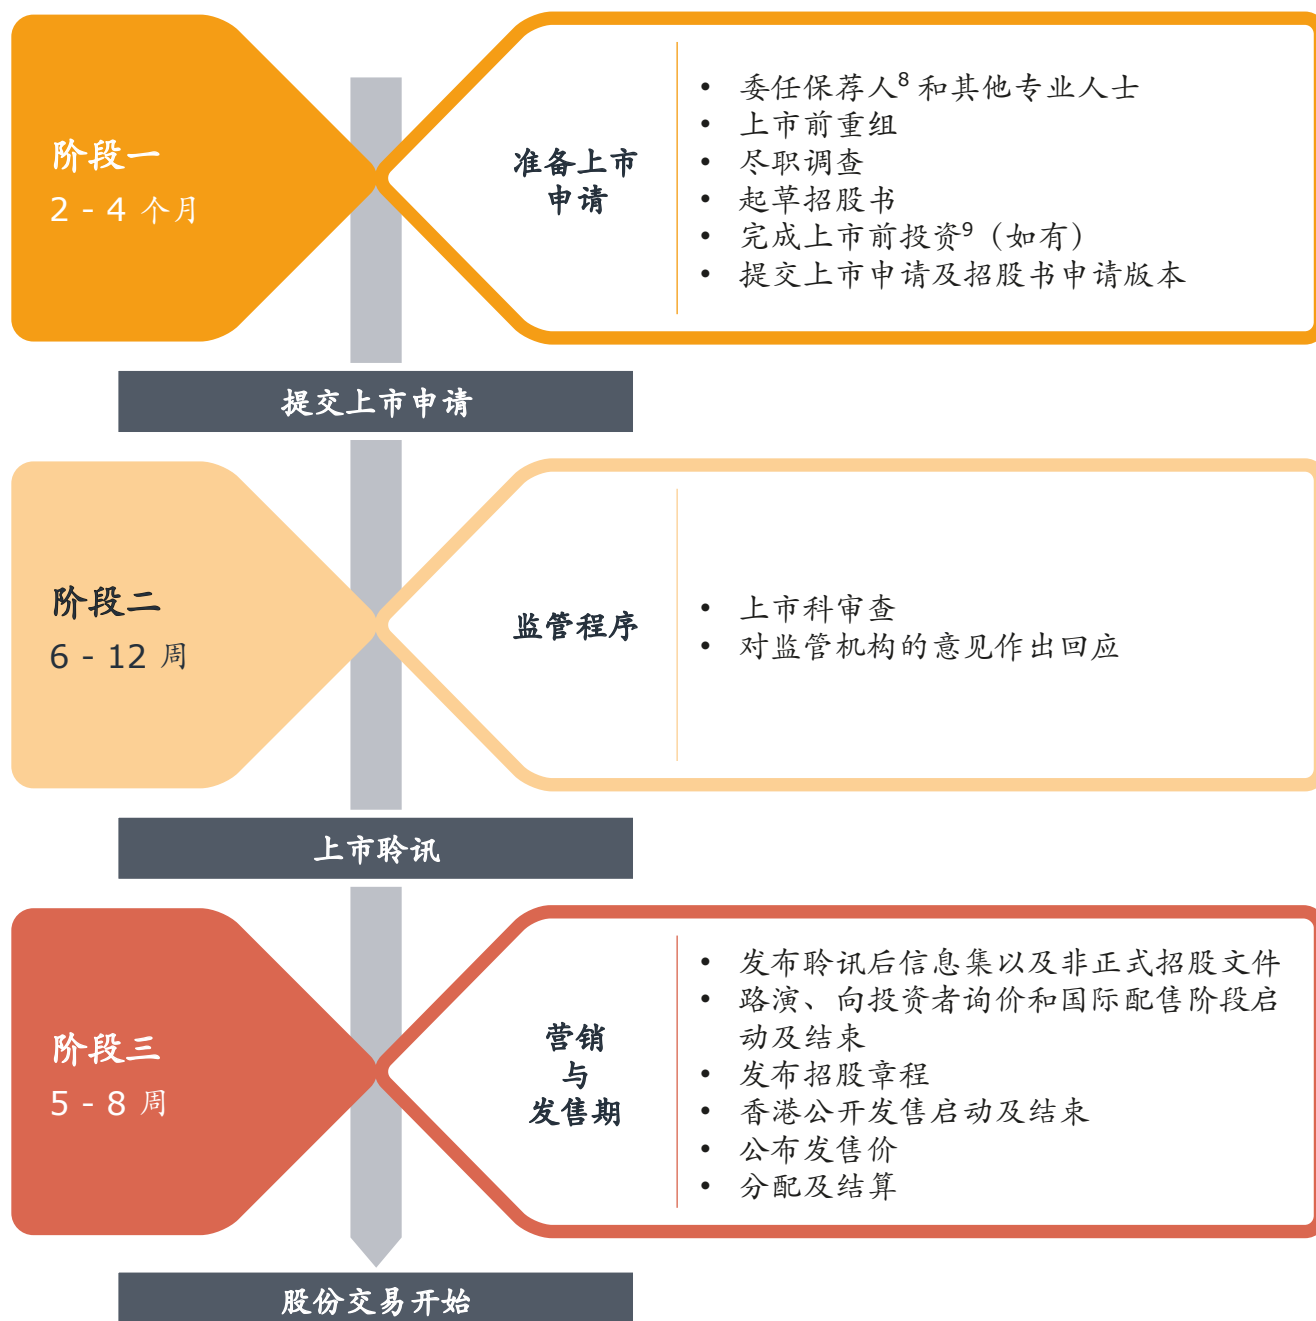 阶段一
2 - 4 个月
准备上市
申请
• 委任保荐人8 和其他专业人士
• 上市前重组
• 尽职调查
• 起草招股书
• 完成上市前投资9（如有）
• 提交上市申请及招股书申请版本
提交上市申请
阶段二
6 - 12 周
监管程序
• 上市科审查
• 对监管机构的意见作出回应
上市聆讯
阶段三
5 - 8 周
营销
与
发售期
• 发布聆讯后信息集以及非正式招股文件
• 路演、向投资者询价和国际配售阶段启
动及结束
• 发布招股章程
• 香港公开发售启动及结束
• 公布发售价
• 分配及结算
股份交易开始